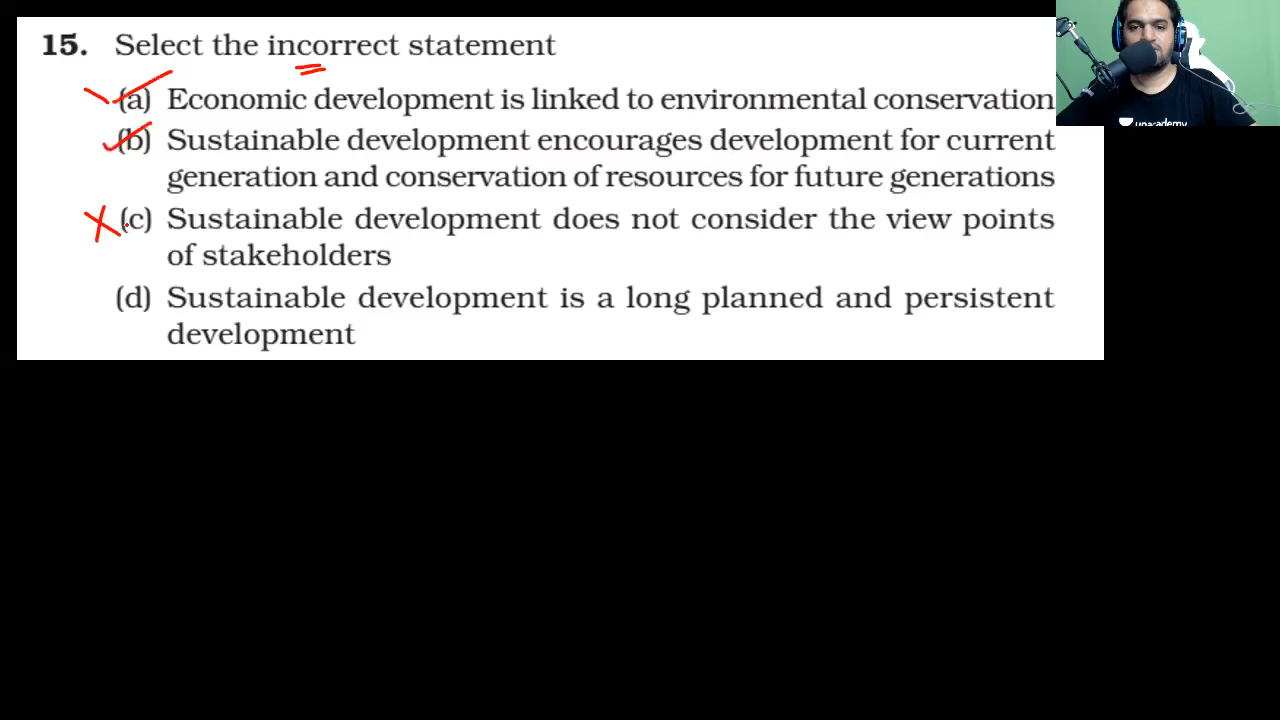 15. Select the incorrect statement
(a) Economic development is linked to environmental conservation
(b) Sustainable development encourages development for current
generation and conservation of resources for future generations
(c) Sustainable development does not consider the view points
of stakeholders
(d) Sustainable development is a long planned and persistent
development
unacademy